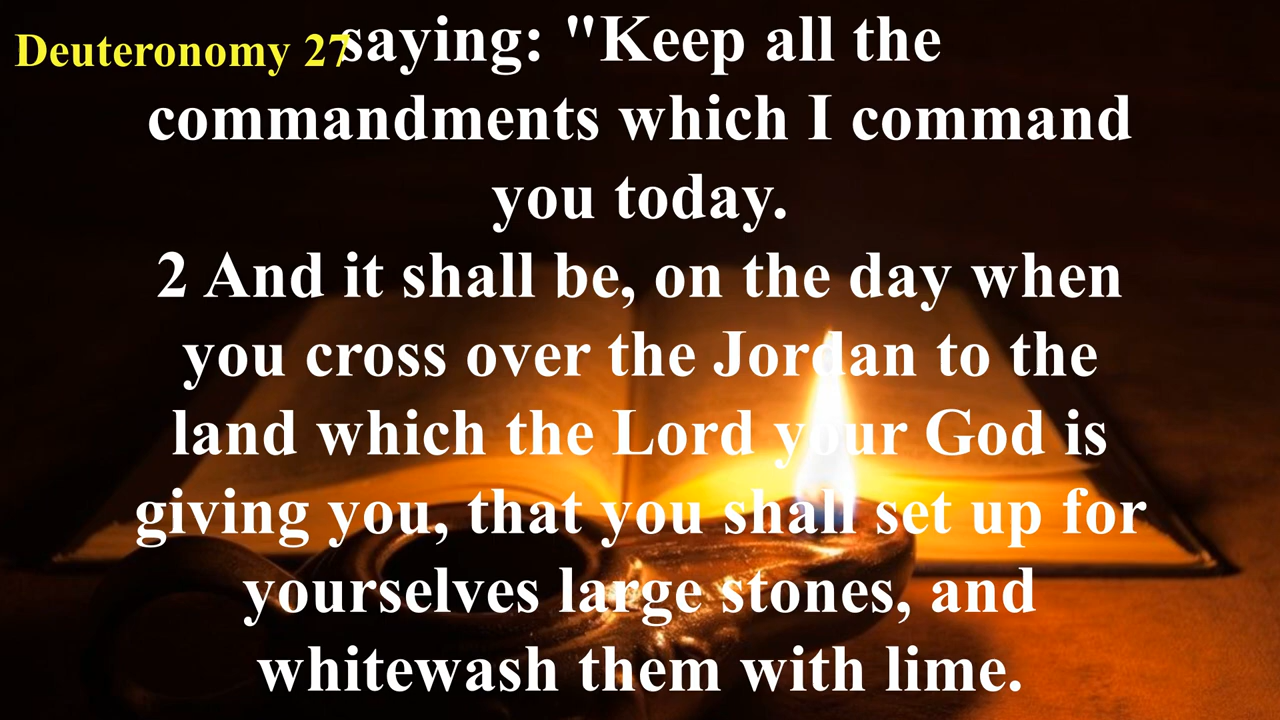 Deuteronomy 27
saying: "Keep all the
commandments which I command
you today.
2 And it shall be, on the day when
you cross over the Jordan to the
land which the Lord your God is
giving you, that you shall set up for
yourselves large stones, and
whitewash them with lime.